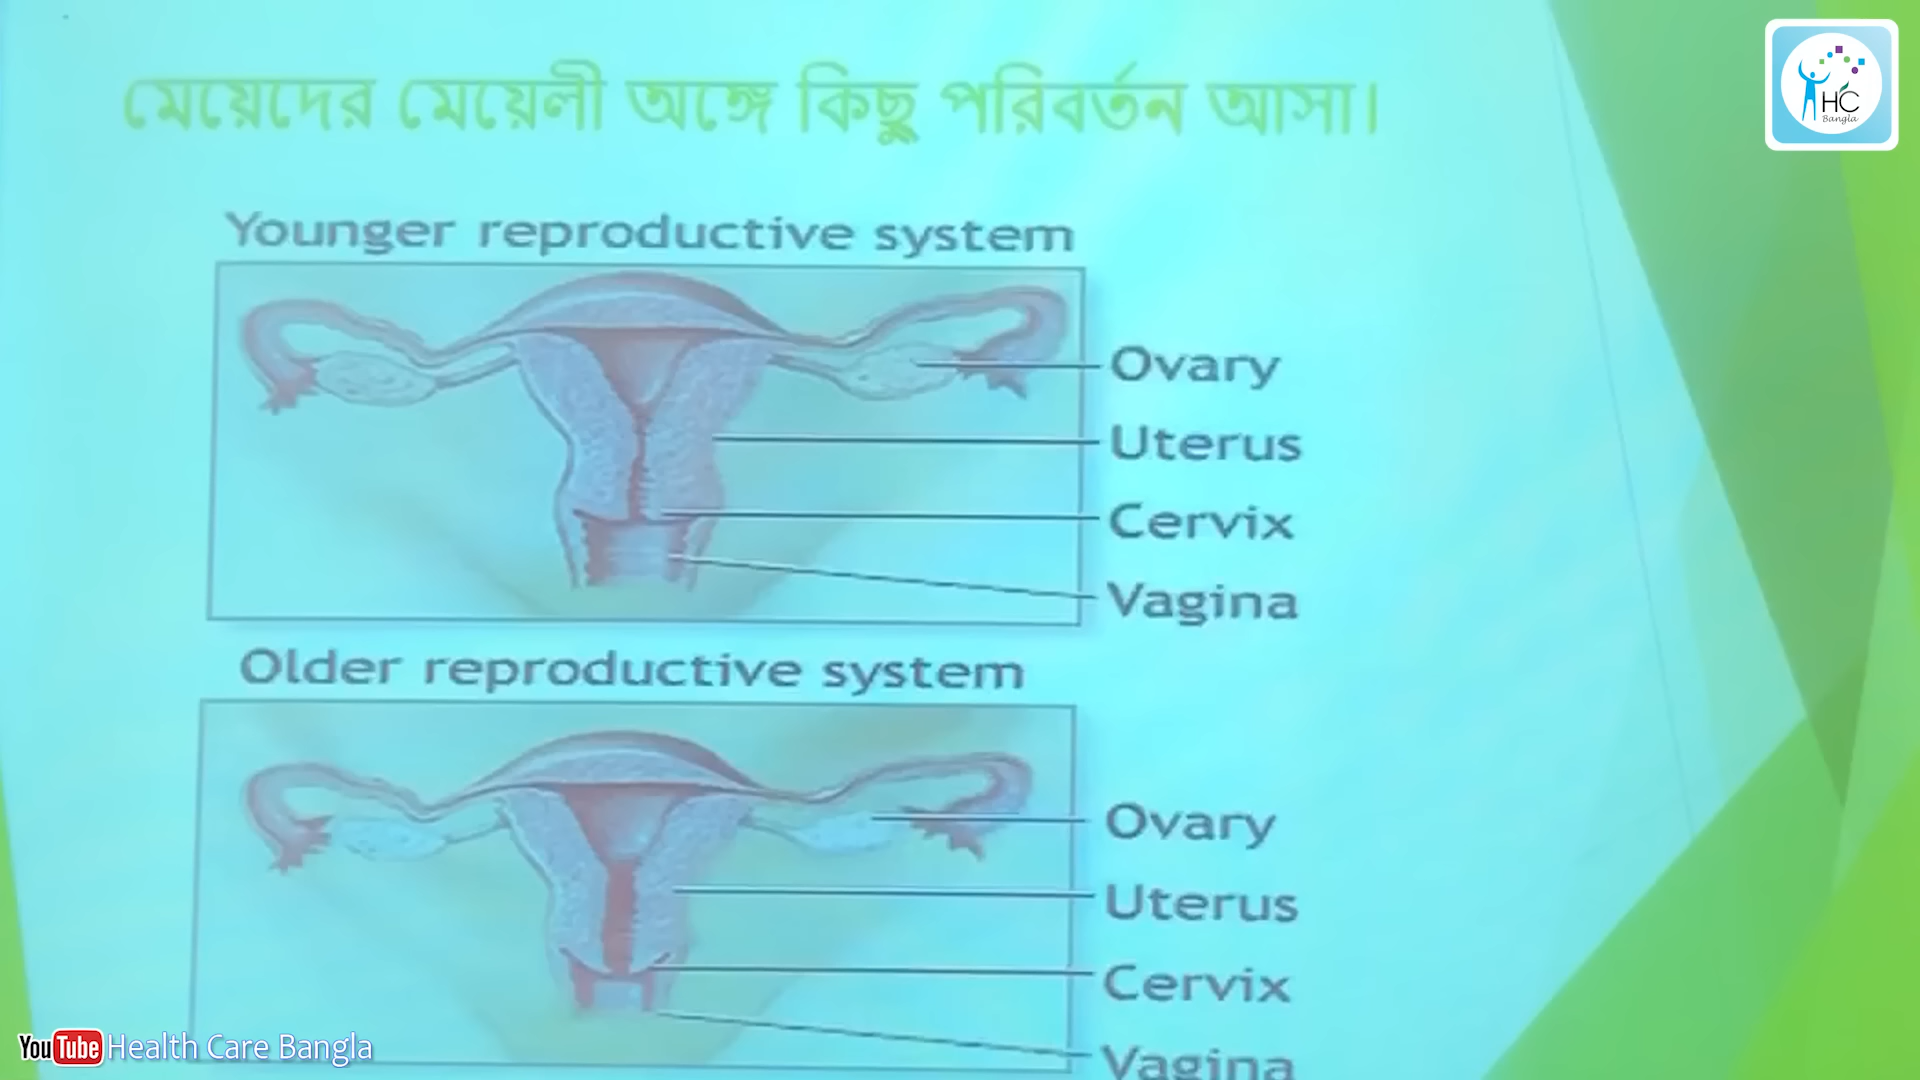 মেয়েদের মেয়েলী অঙ্গে কিছু পরিবর্তন আসা।
HC
Bangla
Younger reproductive system
Ovary
Uterus
Cervix
Vagina
Older reproductive system
Ovary
Uterus
Cervix
Vagina
YouTube Health Care Bangla